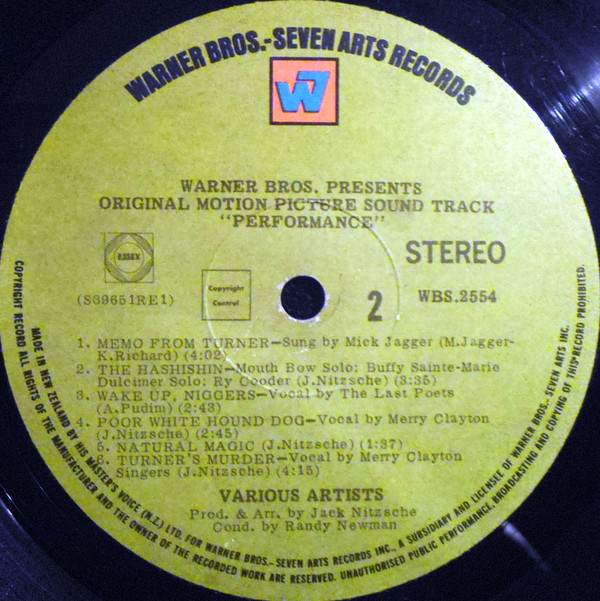 WARNER BROS.-SEVEN ARTS RECORDS
W7
WARNER BROS. PRESENTS
ORIGINAL MOTION PICTURE SOUND TRACK
"PERFORMANCE"
ESSEX
STEREO
(S39651RE1)
Copyright
Control
2
WBS.2554
1. MEMO FROM TURNER—Sung by Mick Jagger (M.Jagger-
K.Richard) (4:02)
2. THE HASHISHIN—Mouth Bow Solo: Buffy Sainte-Marie
Dulcimer Solo: Ry Cooder (J.Nitzsche) (3:35)
3. WAKE UP, NIGGERS—Vocal by The Last Poets
(A.Pudim) (2:43)
4. POOR WHITE HOUND DOG—Vocal by Merry Clayton
(J.Nitzsche) (2:45)
5. NATURAL MAGIC (J.Nitzsche) (1:37)
6. TURNER'S MURDER—Vocal by Merry Clayton
Singers (J.Nitzsche) (4:15)
VARIOUS ARTISTS
Prod. & Arr. by Jack Nitzsche
Cond. by Randy Newman
MADE IN NEW ZEALAND BY HIS MASTER'S VOICE (N.Z.) LTD. FOR WARNER BROS.- SEVEN ARTS RECORDS INC., A SUBSIDIARY AND LICENSEE OF WARNER BROS.- SEVEN ARTS INC.
COPYRIGHT RECORD ALL RIGHTS OF THE MANUFACTURER AND THE OWNER OF THE RECORDED WORK ARE RESERVED. UNAUTHORISED PUBLIC PERFORMANCE, BROADCASTING AND COPYING OF THIS RECORD PROHIBITED.